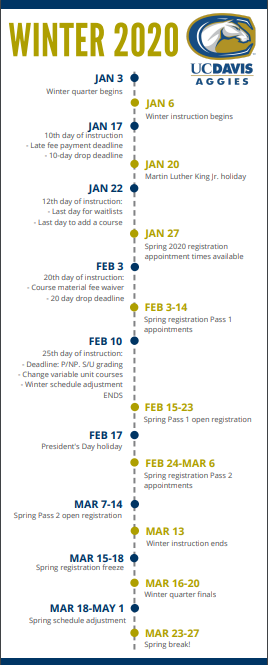 WINTER 2020
UCDAVIS
AGGIES
JAN 3
Winter quarter begins
JAN 6
Winter instruction begins
JAN 17
10th day of instruction
- Late fee payment deadline
- 10-day drop deadline
JAN 20
Martin Luther King Jr. holiday
JAN 22
12th day of instruction:
- Last day for waitlists
- Last day to add a course
JAN 27
Spring 2020 registration
appointment times available
FEB 3
20th day of instruction:
- Course material fee waiver
- 20 day drop deadline
FEB 3-14
Spring registration Pass 1
appointments
FEB 10
25th day of instruction:
- Deadline: P/NP. S/U grading
- Change variable unit courses
- Winter schedule adjustment
ENDS
FEB 15-23
Spring Pass 1 open registration
FEB 17
President's Day holiday
FEB 24-MAR 6
Spring registration Pass 2
appointments
MAR 7-14
Spring Pass 2 open registration
MAR 13
Winter instruction ends
MAR 15-18
Spring registration freeze
MAR 16-20
Winter quarter finals
MAR 18-MAY 1
Spring schedule adjustment
MAR 23-27
Spring break!